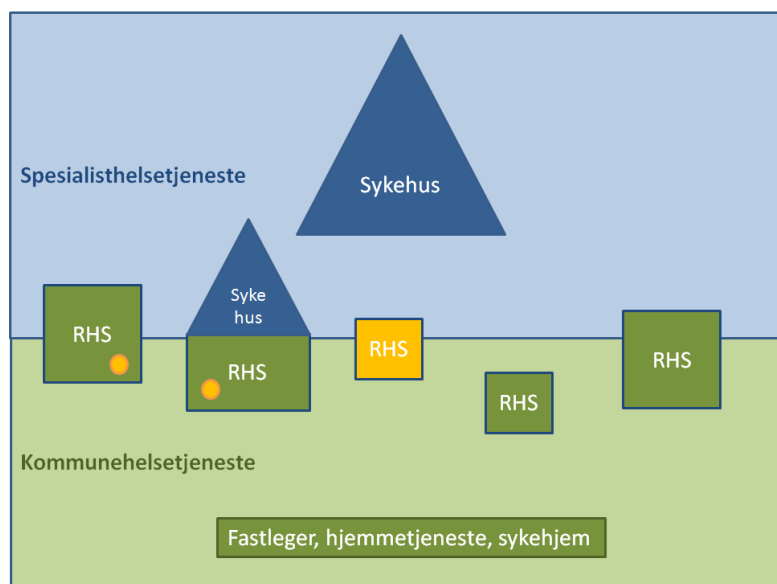 Spesialisthelsetjeneste
Sykehus
Syke
hus
RHS
RHS
RHS
RHS
RHS
Kommunehelsetjeneste
Fastleger, hjemmetjeneste, sykehjem